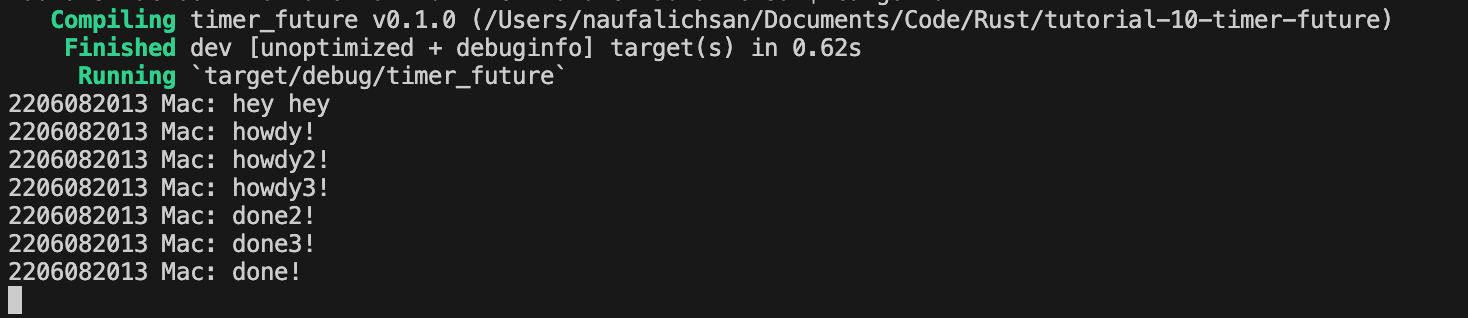 Compiling timer_future v0.1.0 (/Users/naufalichsan/Documents/Code/Rust/tutorial-10-timer-future)
Finished dev [unoptimized + debuginfo] target(s) in 0.62s
Running `target/debug/timer_future`
2206082013 Mac: hey hey
2206082013 Mac: howdy!
2206082013 Mac: howdy2!
2206082013 Mac: howdy3!
2206082013 Mac: done2!
2206082013 Mac: done3!
2206082013 Mac: done!